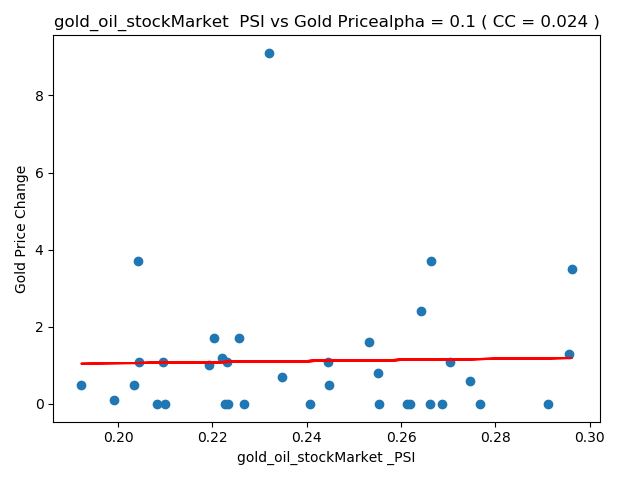 gold_oil_stockMarket  PSI vs Gold Pricealpha = 0.1 ( CC = 0.024 )
8
6
4
2
0
Gold Price Change
0.20 0.22 0.24 0.26 0.28 0.30
gold_oil_stockMarket _PSI